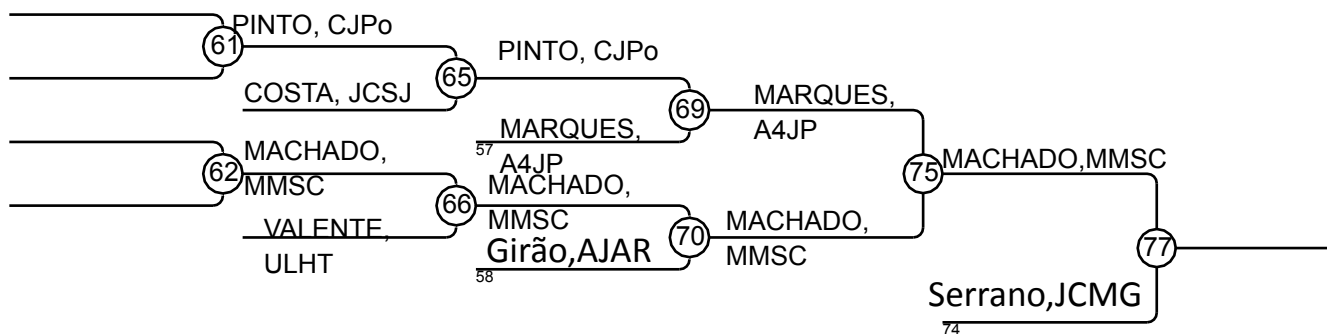 61
PINTO, CJPo
65
COSTA, JCSJ
PINTO, CJPo
69
57
MARQUES,
A4JP
MARQUES,
A4JP
62
MACHADO,
MMSC
66
VALENTE,
ULHT
MACHADO,
MMSC
70
58
Girão,AJAR
MACHADO,
MMSC
75
MACHADO,MMSC
77
Serrano,JCMG
74